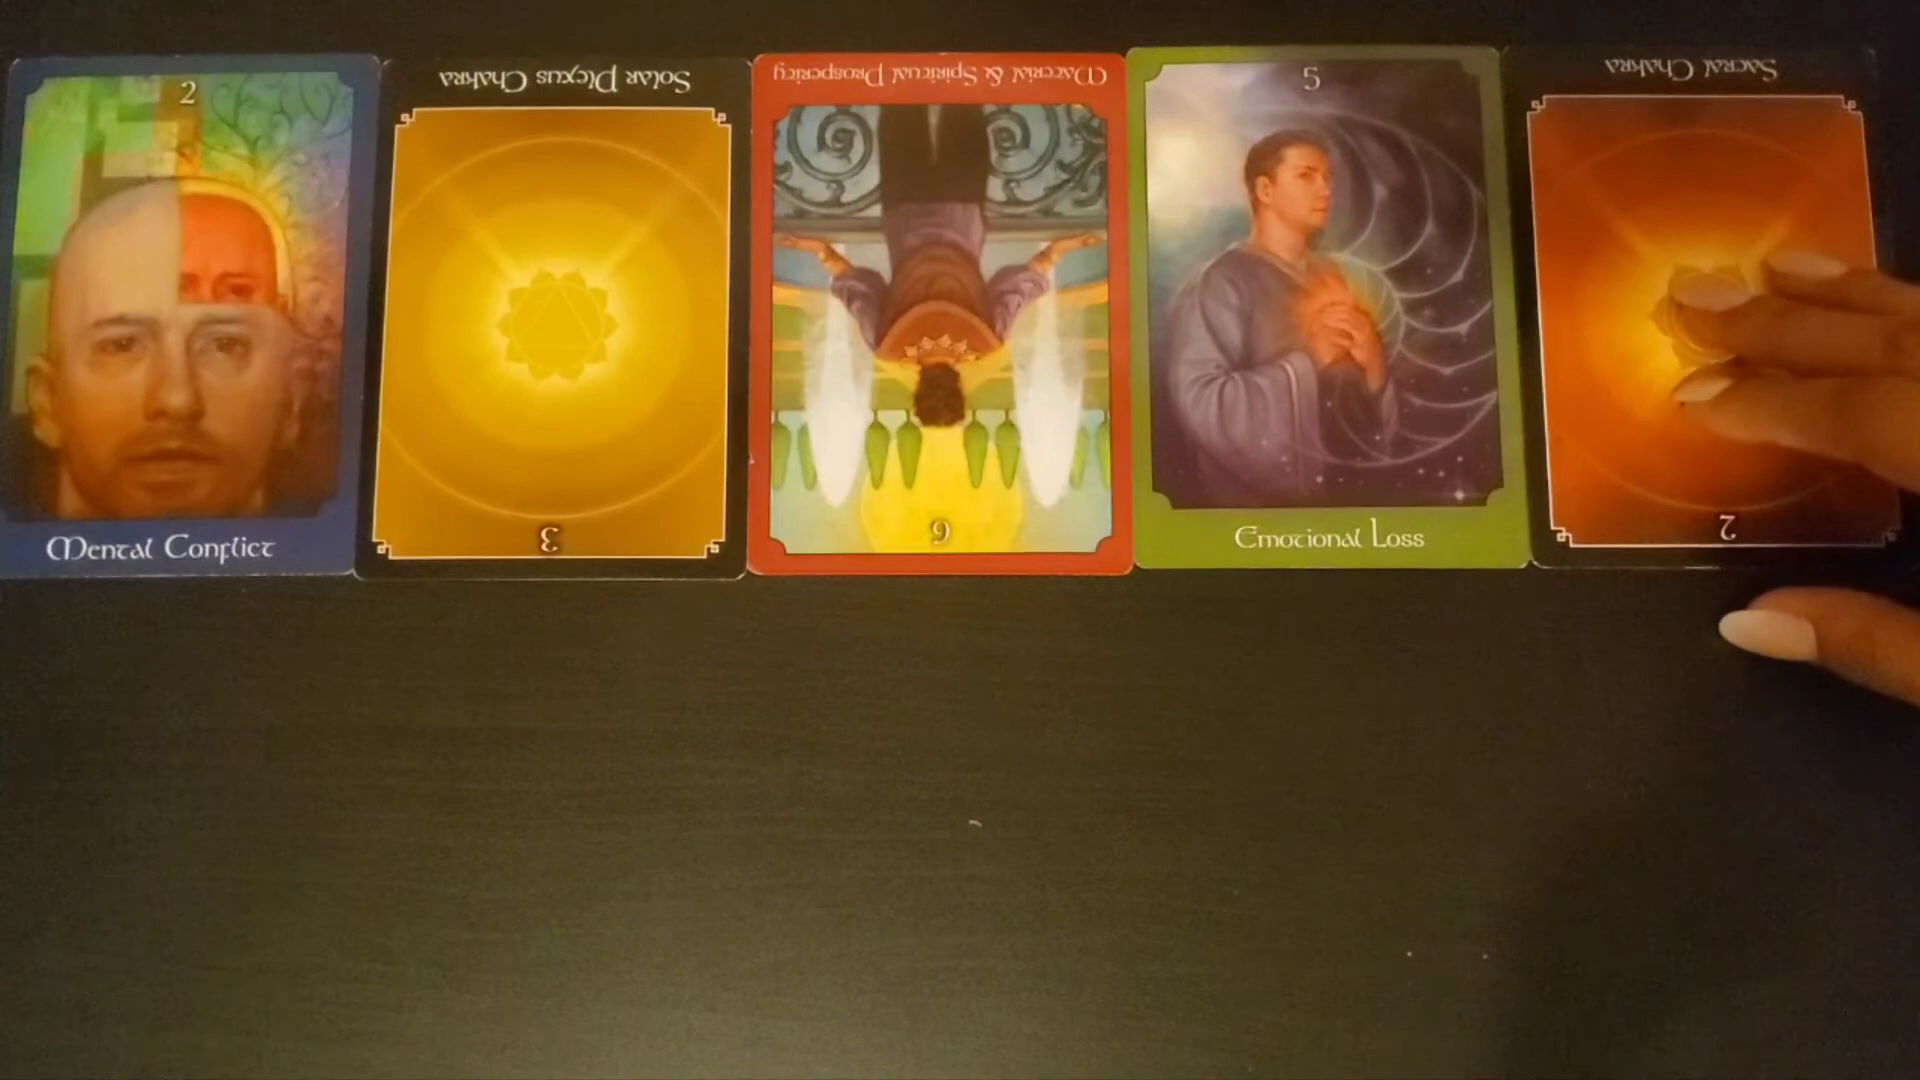 2
Mental Conflict
Solar Plexus Chakra
3
Material & Spiritual Prosperity
6
5
Emotional Loss
Sacral Chakra
2